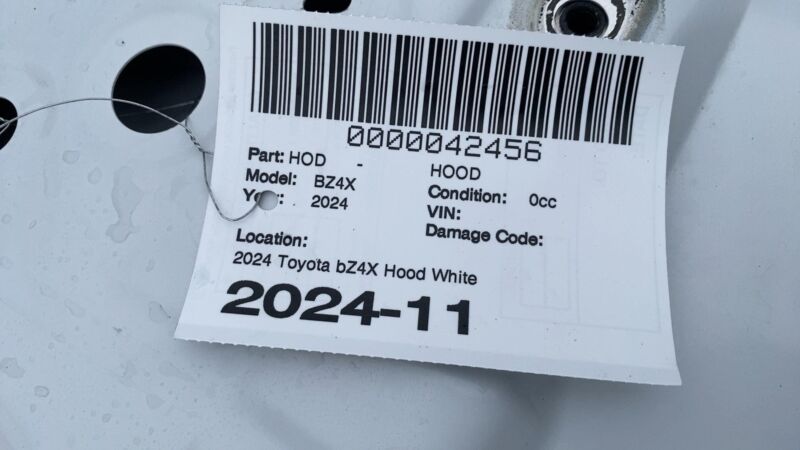 0000042456
Part: HOD - HOOD
Model: BZ4X Condition: 0cc
2024 VIN:
Damage Code:
Location:
2024 Toyota bZ4X Hood White
2024-11